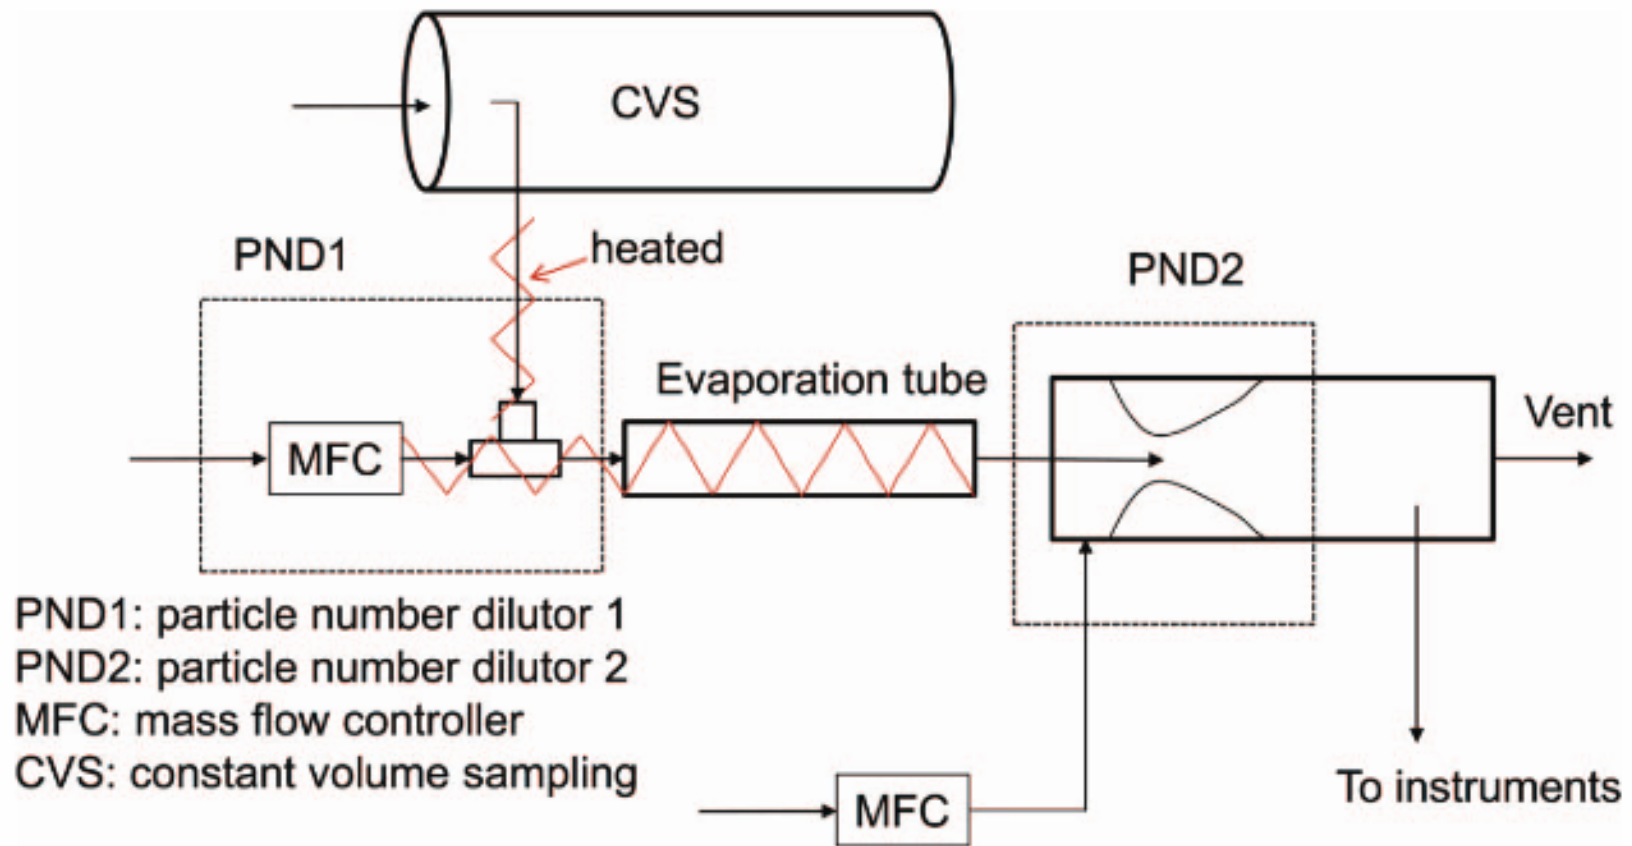 CVS
PND1
heated
PND2
Evaporation tube
Vent
MFC
PND1: particle number dilutor 1
PND2: particle number dilutor 2
MFC: mass flow controller
CVS: constant volume sampling
To instruments
MFC